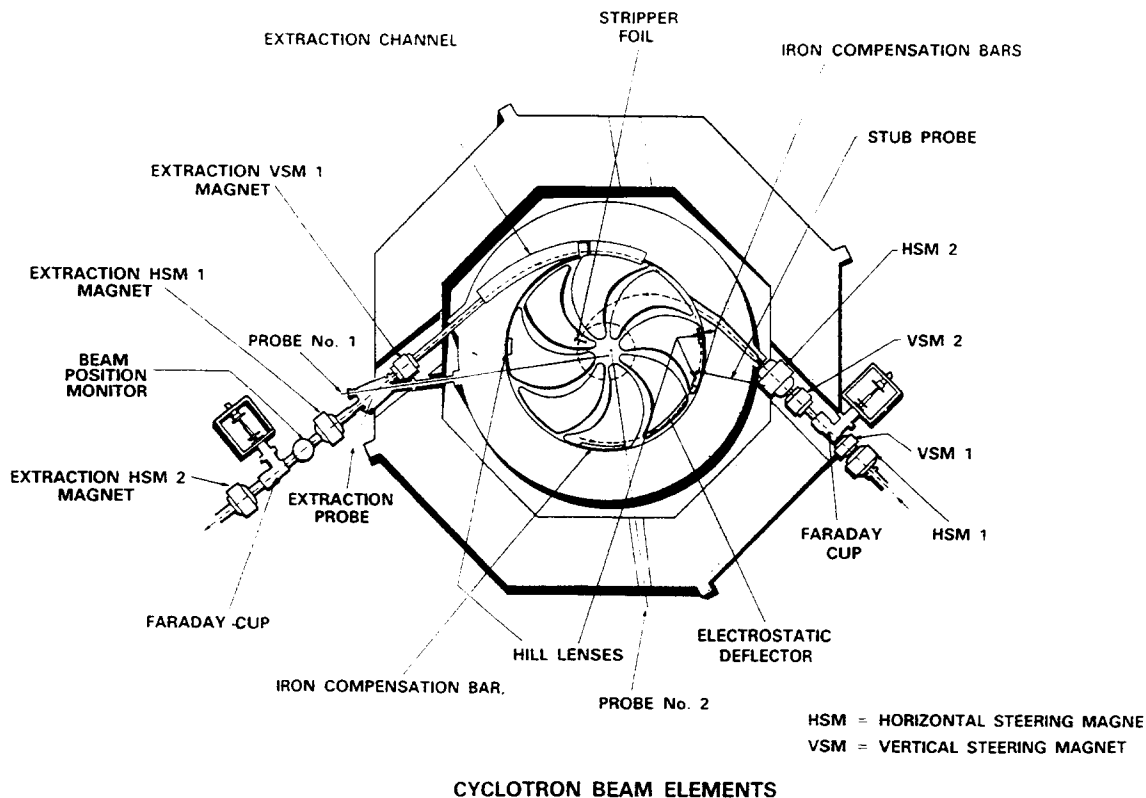 STRIPPER
FOIL
EXTRACTION CHANNEL
IRON COMPENSATION BARS
STUB PROBE
EXTRACTION VSM 1
MAGNET
HSM 2
EXTRACTION HSM 1
MAGNET
PROBE No. 1
VSM 2
BEAM
POSITION
MONITOR
VSM 1
EXTRACTION HSM 2
MAGNET
EXTRACTION
PROBE
FARADAY
CUP
HSM 1
FARADAY CUP
ELECTROSTATIC
DEFLECTOR
HILL LENSES
IRON COMPENSATION BAR.
PROBE No. 2
HSM = HORIZONTAL STEERING MAGNE
VSM = VERTICAL STEERING MAGNET
CYCLOTRON BEAM ELEMENTS